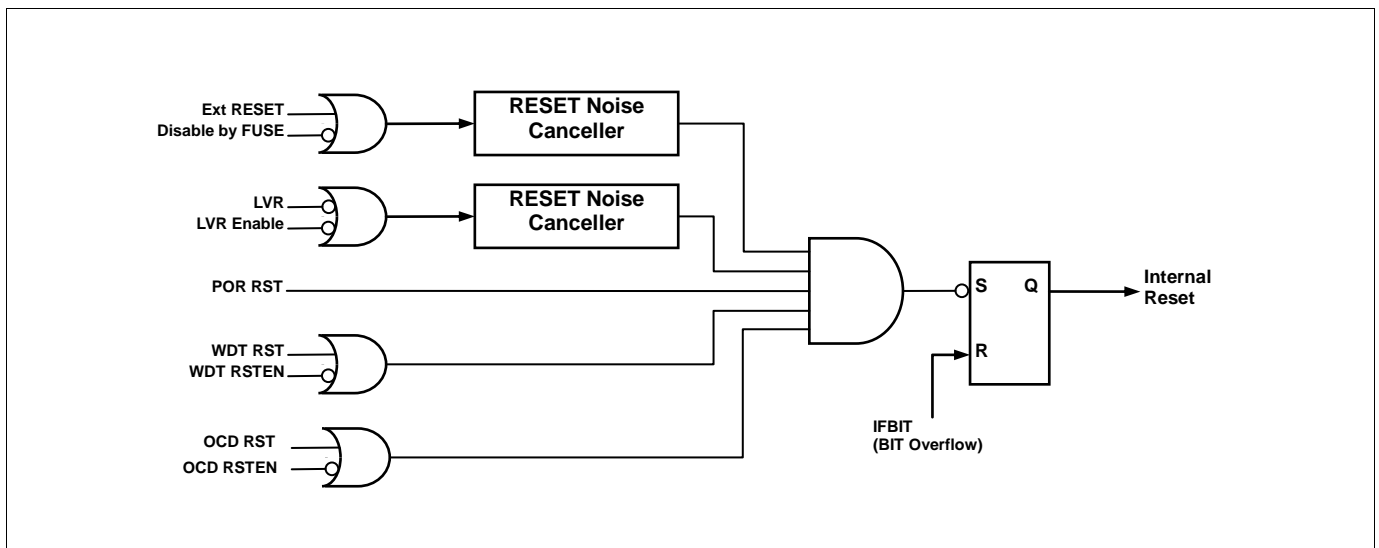 Ext RESET
Disable by FUSE
RESET Noise
Canceller
LVR
LVR Enable
RESET Noise
Canceller
POR RST
WDT RST
WDT RSTEN
OCD RST
OCD RSTEN
S
Q
R
IFBIT
(BIT Overflow)
Internal
Reset